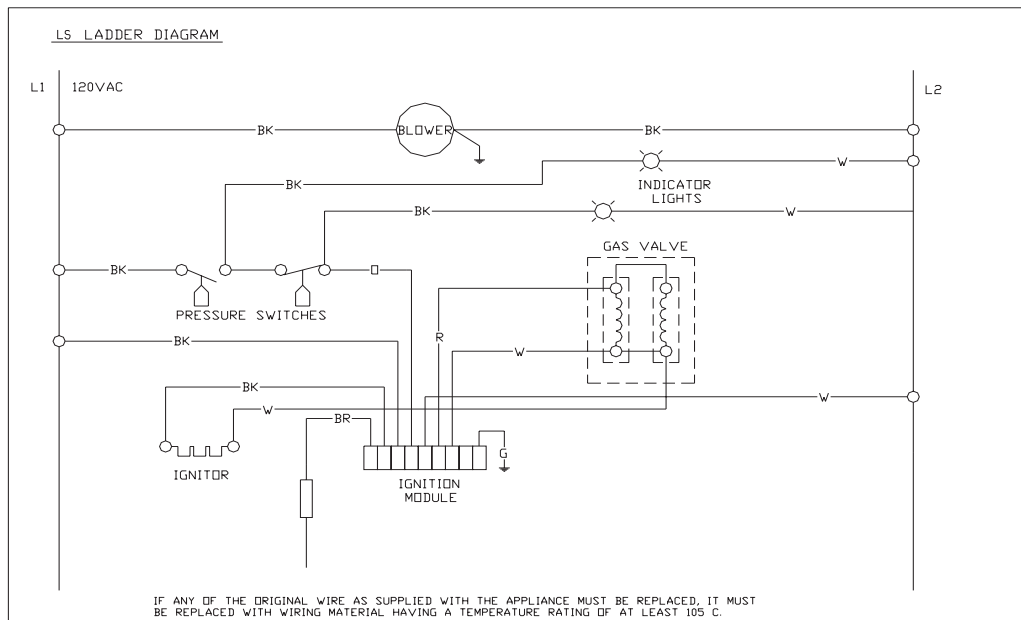 LS LADDER DIAGRAM
L1
120VAC
L2
BK
BLOWER
BK
BK
W
INDICATOR
LIGHTS
BK
W
GAS VALVE
BK
O
PRESSURE SWITCHES
R
BK
W
BK
W
W
BR
IGNITOR
G
IGNITION
MODULE
IF ANY OF THE ORIGINAL WIRE AS SUPPLIED WITH THE APPLIANCE MUST BE REPLACED, IT MUST
BE REPLACED WITH WIRING MATERIAL HAVING A TEMPERATURE RATING OF AT LEAST 105 C.